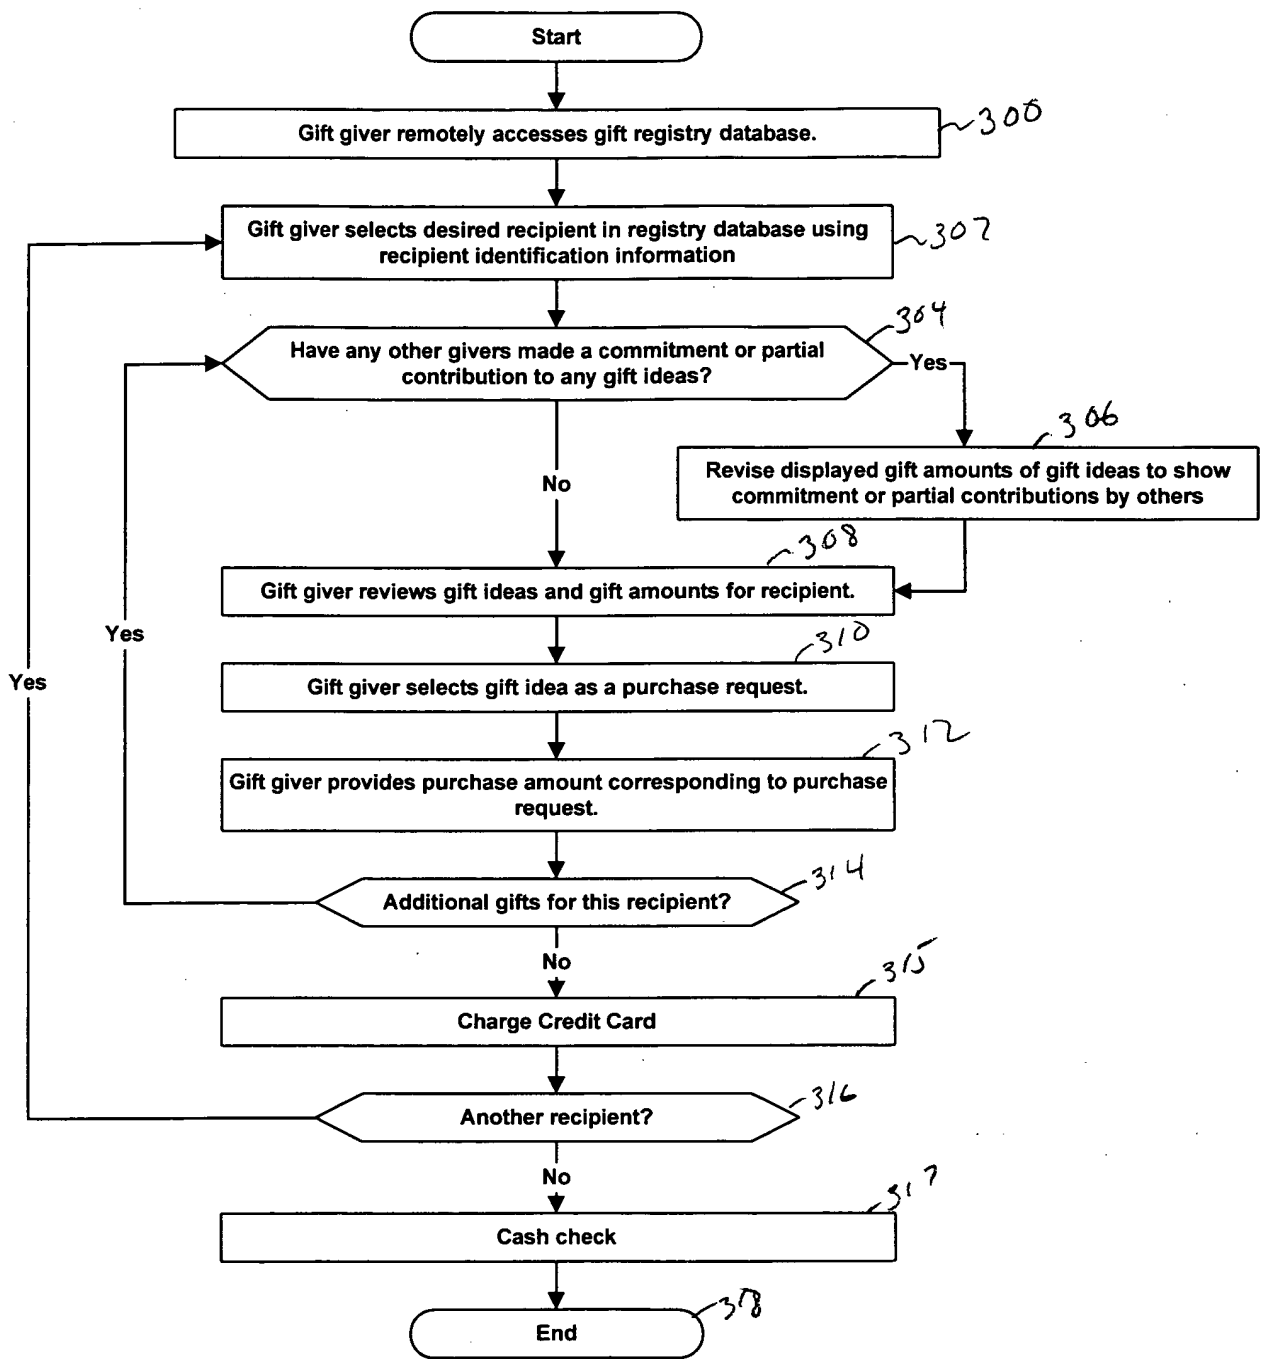 Start
Gift giver remotely accesses gift registry database.
300
Gift giver selects desired recipient in registry database using
recipient identification information
302
304
Have any other givers made a commitment or partial
contribution to any gift ideas?
Yes
306
Revise displayed gift amounts of gift ideas to show
commitment or partial contributions by others
No
308
Gift giver reviews gift ideas and gift amounts for recipient.
310
Yes
Yes
Gift giver selects gift idea as a purchase request.
312
Gift giver provides purchase amount corresponding to purchase
request.
314
Additional gifts for this recipient?
No
315
Charge Credit Card
316
Another recipient?
No
317
Cash check
318
End